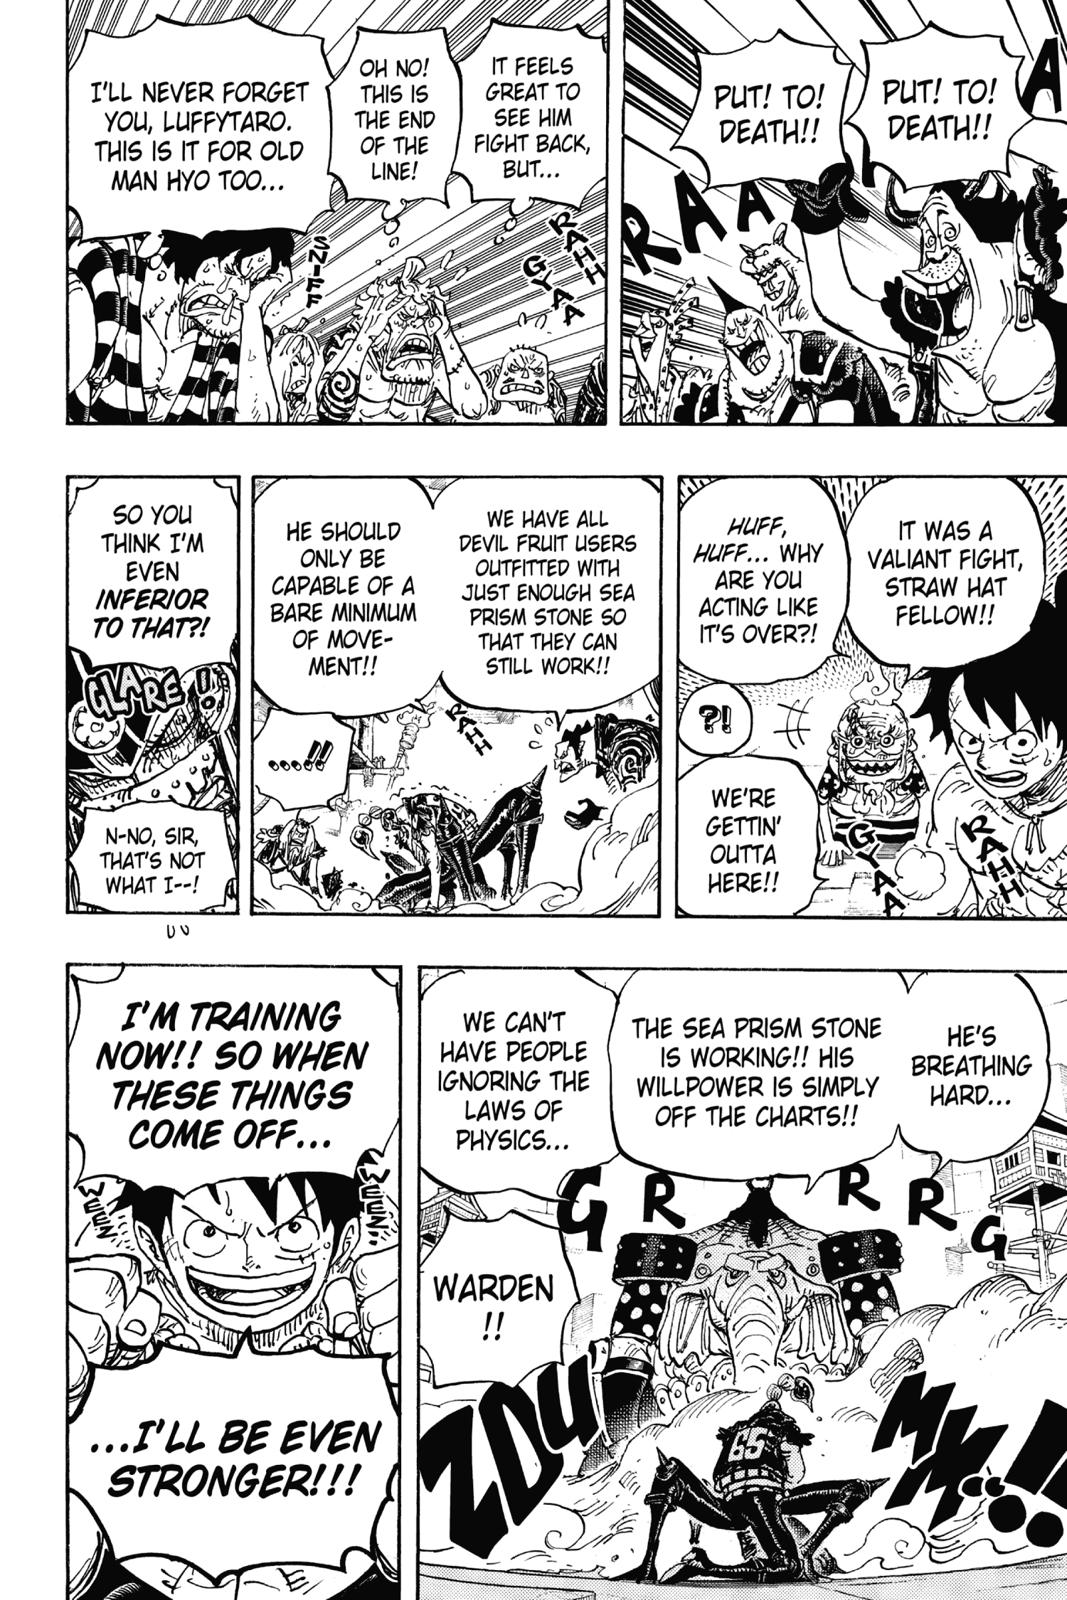 PUT! TO!
DEATH!!
PUT! TO!
DEATH!!
RAAAA
IT FEELS
GREAT TO
SEE HIM
FIGHT BACK,
BUT...
OH NO!
THIS IS
THE END
OF THE
LINE!
I'LL NEVER FORGET
YOU, LUFFYTARO.
THIS IS IT FOR OLD
MAN HYO TOO...
RAHH
GYAA
SNIFF
IT WAS A
VALIANT FIGHT,
STRAW HAT
FELLOW!!
HUFF,
HUFF... WHY
ARE YOU
ACTING LIKE
IT'S OVER?!
?!
WE'RE
GETTIN'
OUTTA
HERE!!
RAHH
GYAA
WE HAVE ALL
DEVIL FRUIT USERS
OUTFITTED WITH
JUST ENOUGH SEA
PRISM STONE SO
THAT THEY CAN
STILL WORK!!
HE SHOULD
ONLY BE
CAPABLE OF A
BARE MINIMUM
OF MOVE-
MENT!!
RAHH
...!!
SO YOU
THINK I'M
EVEN
INFERIOR
TO THAT?!
GLARE!
N-NO, SIR,
THAT'S NOT
WHAT I--!
HE'S
BREATHING
HARD...
THE SEA PRISM STONE
IS WORKING!! HIS
WILLPOWER IS SIMPLY
OFF THE CHARTS!!
WE CAN'T
HAVE PEOPLE
IGNORING THE
LAWS OF
PHYSICS...
GRRRG
WARDEN
!!
65
ZDUMM!!
I'M TRAINING
NOW!! SO WHEN
THESE THINGS
COME OFF...
WEEZ
WEEZ
...I'LL BE EVEN
STRONGER!!!